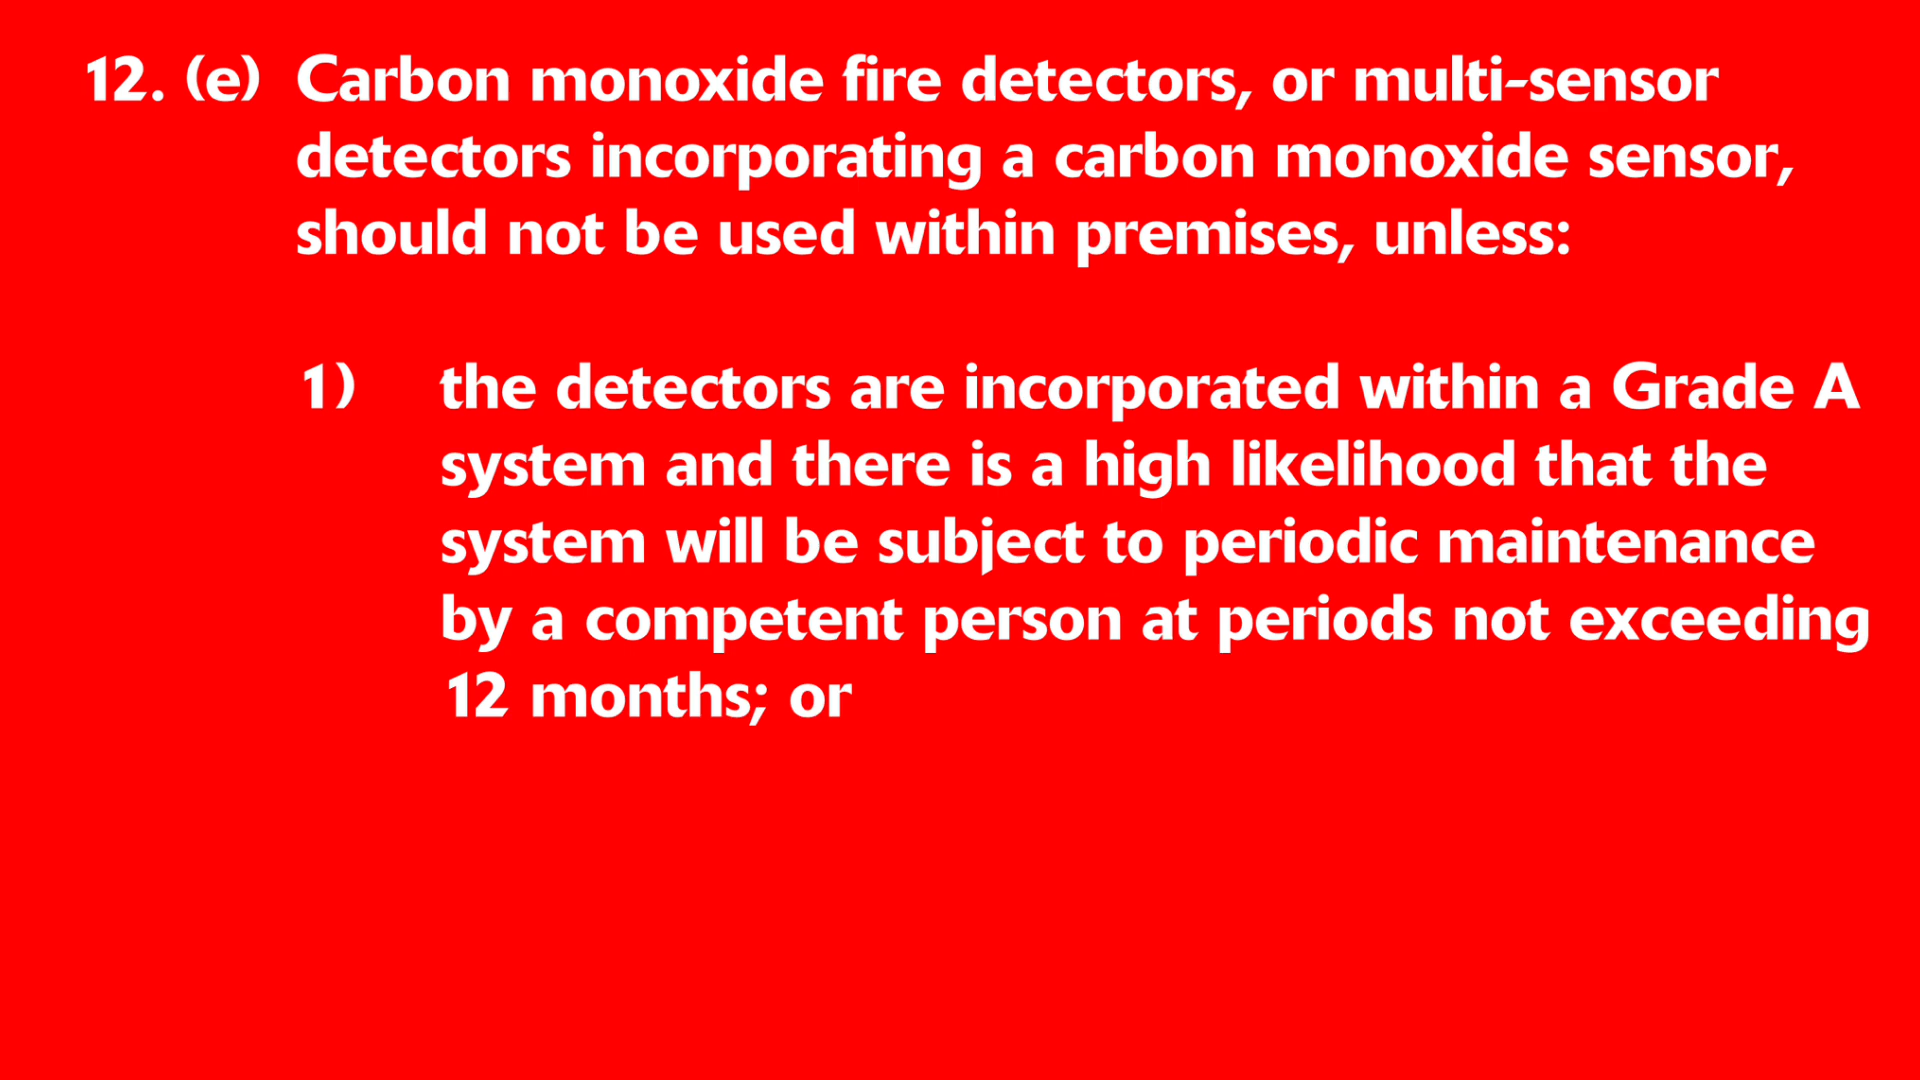 12. (e) Carbon monoxide fire detectors, or multi-sensor
detectors incorporating a carbon monoxide sensor,
should not be used within premises, unless:
1) the detectors are incorporated within a Grade A
system and there is a high likelihood that the
system will be subject to periodic maintenance
by a competent person at periods not exceeding
12 months; or